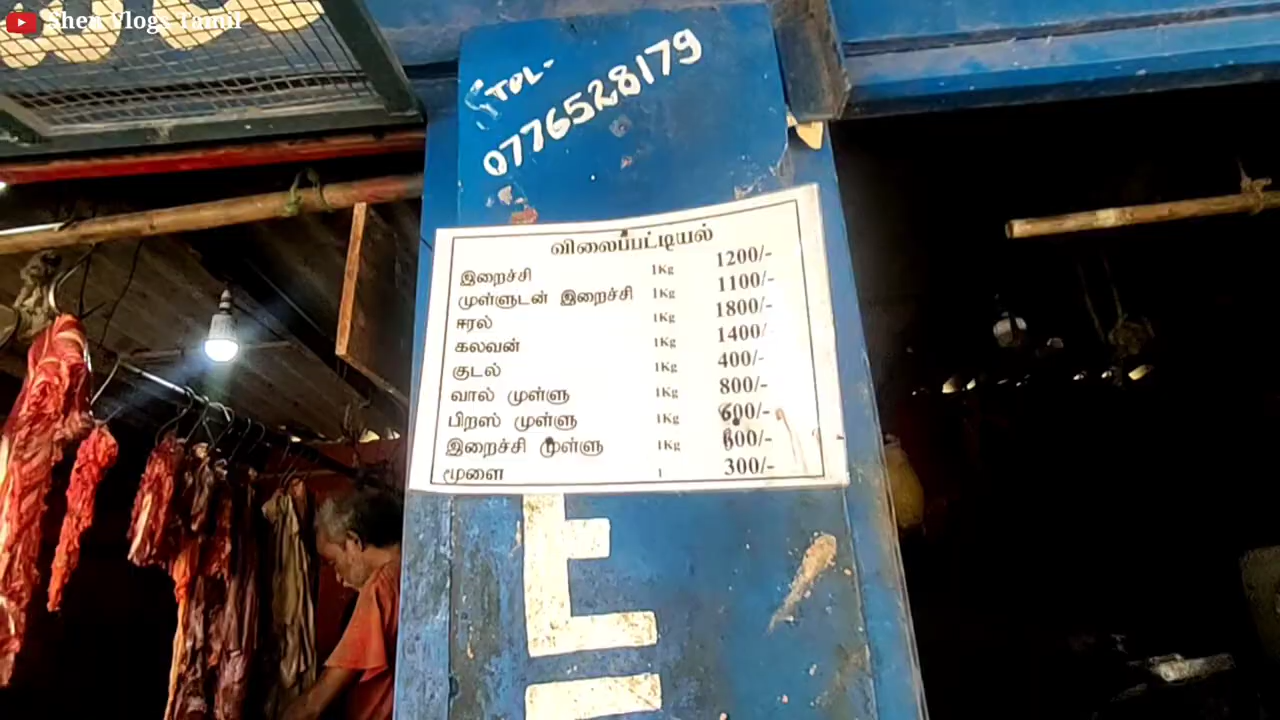 Shen Vlogs Tamil
STOL-
0776528179
விலைப்பட்டியல்
இறைச்சி 1Kg 1200/-
முள்ளுடன் இறைச்சி 1Kg 1100/-
ஈரல் 1Kg 1800/-
கலவன் 1Kg 1400/-
குடல் 1Kg 400/-
வால் முள்ளு 1Kg 800/-
பிறஸ் முள்ளு 1Kg 600/-
இறைச்சி முள்ளு 1Kg 600/-
மூளை 1 300/-
E